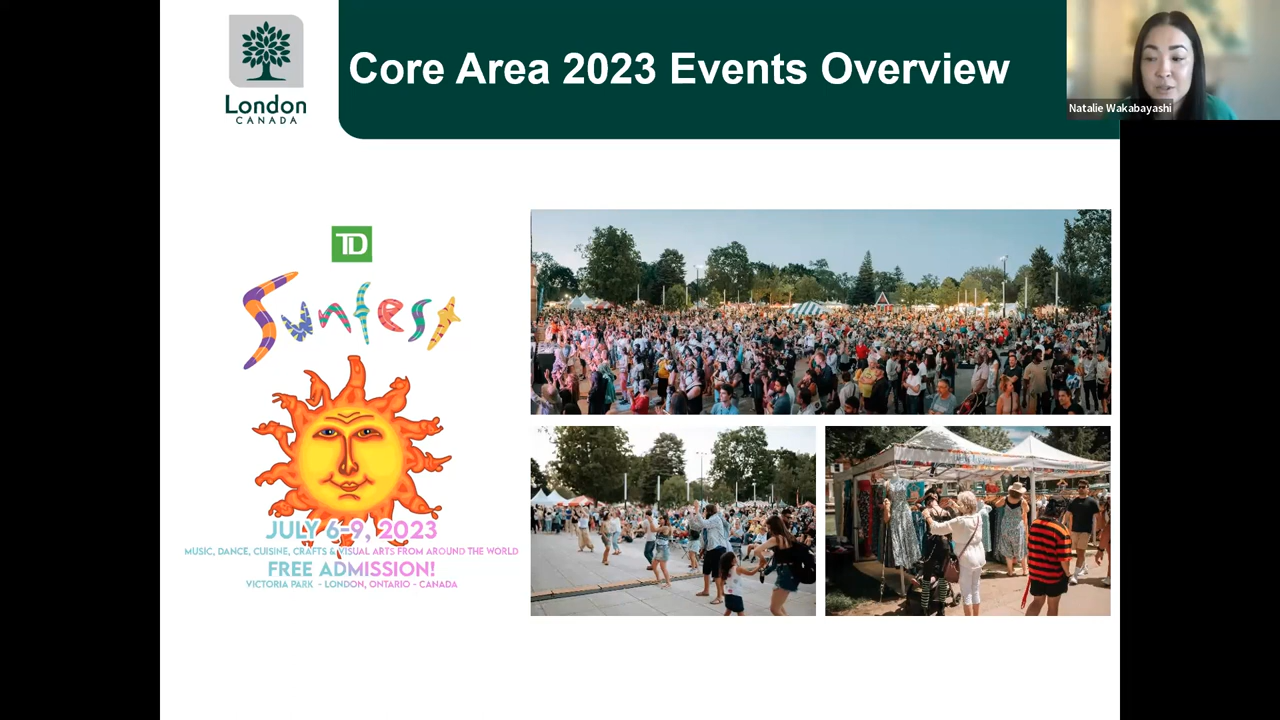 London
CANADA
Core Area 2023 Events Overview
Natalie Wakabayashi
TD
Sunfest
JULY 6-9, 2023
MUSIC, DANCE, CUISINE, CRAFTS & VISUAL ARTS FROM AROUND THE WORLD
FREE ADMISSION!
VICTORIA PARK - LONDON, ONTARIO - CANADA